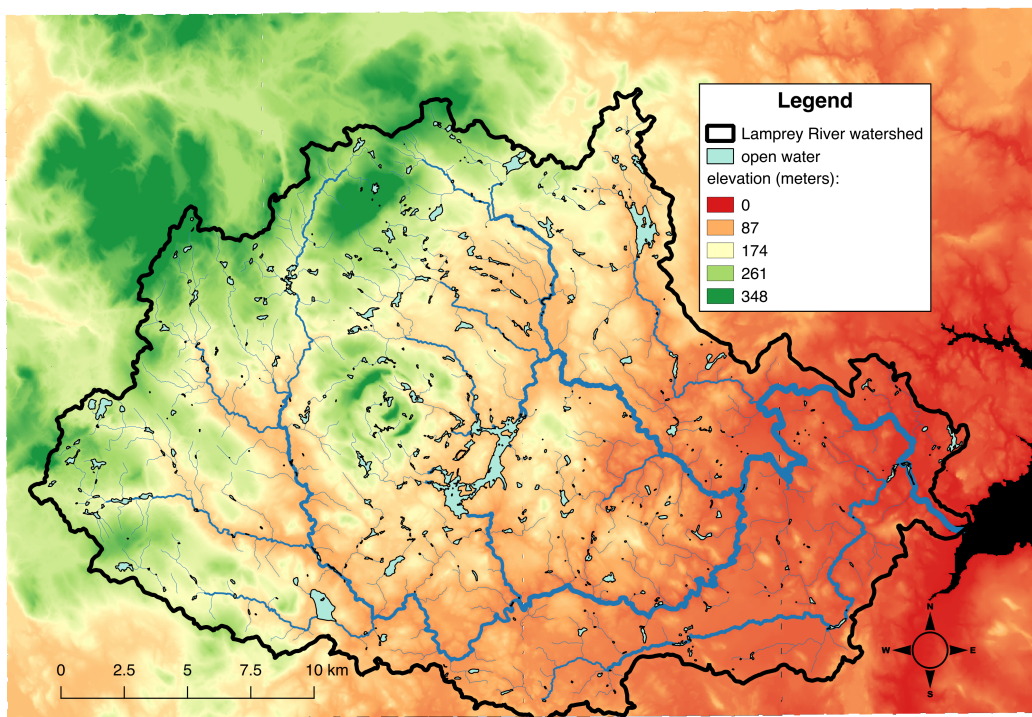 Legend
Lamprey River watershed
open water
elevation (meters):
0
87
174
261
348
0 2.5 5 7.5 10 km
N
W E
S